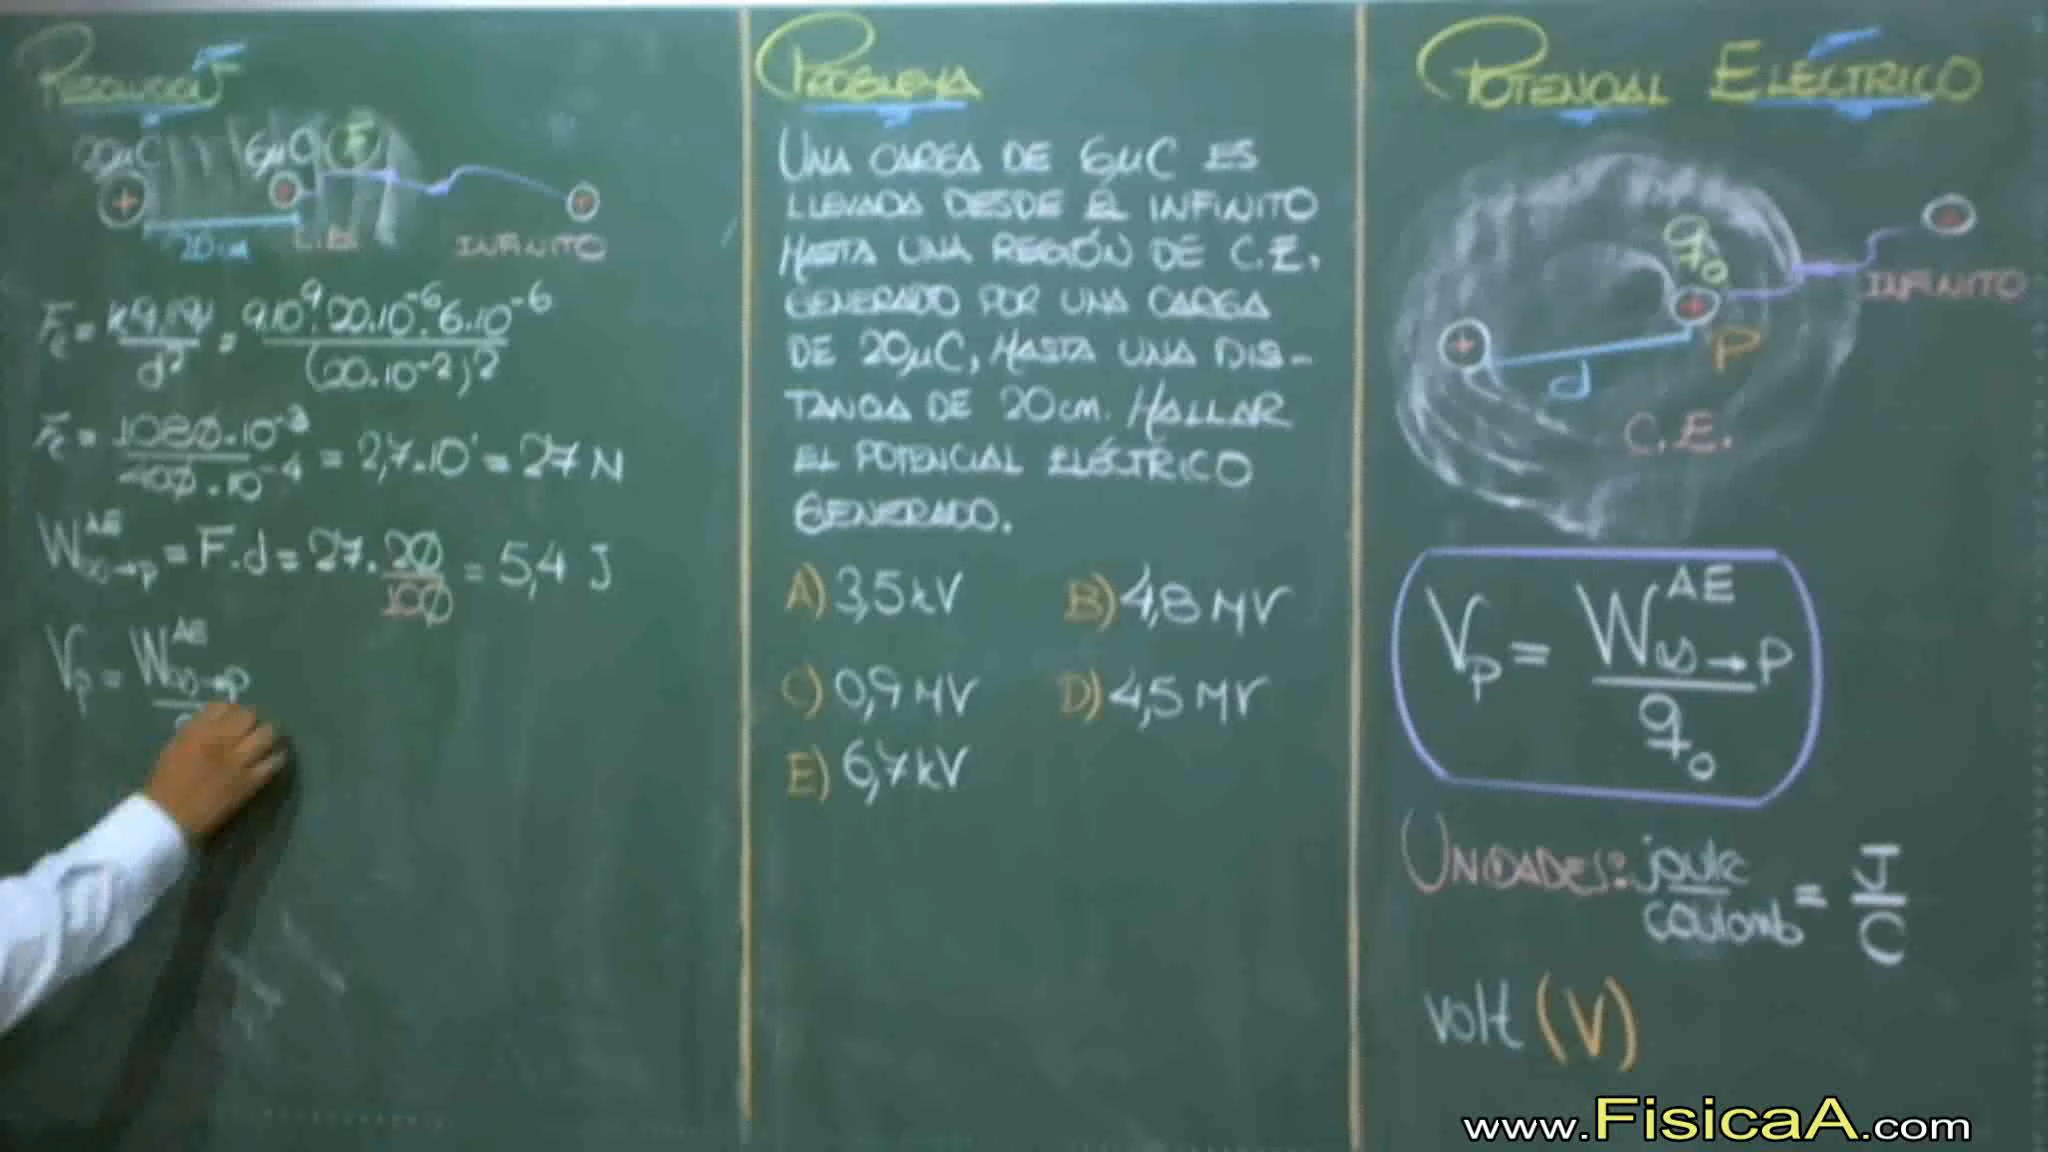 RESOLUCIÓN
20µC 6µC F
20cm INFINITO
Fc = k.q.q / d² = 9.10⁹.20.10⁻⁶.6.10⁻⁶ / (20.10⁻²)²
Fc = 1080.10⁻³ / 400.10⁻⁴ = 2,7.10¹ = 27 N
W∞→p^AE = F.d = 27.20/100 = 5,4 J
Vp = W∞→p^AE
PROBLEMA
UNA CARGA DE 6µC ES
LLEVADA DESDE EL INFINITO
HASTA UNA REGIÓN DE C.E.
GENERADO POR UNA CARGA
DE 20µC, HASTA UNA DIS-
TANCIA DE 20cm. HALLAR
EL POTENCIAL ELÉCTRICO
GENERADO.
A) 3,5 kV B) 4,8 MV
C) 0,9 MV D) 4,5 MV
E) 6,7 kV
POTENCIAL ELÉCTRICO
q₀
INFINITO
P
d
C.E.
Vp = W∞→P^AE / q₀
UNIDADES: joule/coulomb = J/C
volt (V)
www.FisicaA.com